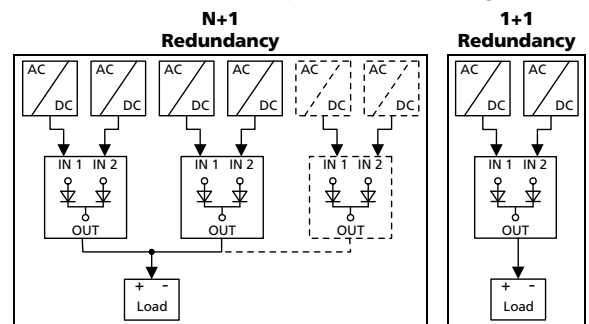 N+1
Redundancy
AC DC AC DC AC DC AC DC AC DC AC DC
IN 1 IN 2 IN 1 IN 2 IN 1 IN 2
OUT OUT OUT
+ -
Load
1+1
Redundancy
AC DC AC DC
IN 1 IN 2
OUT
+ -
Load